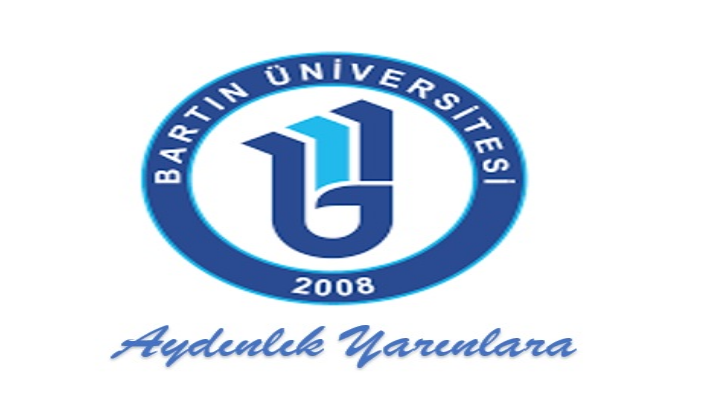 BARTIN ÜNİVERSİTESİ
2008
Aydınlık Yarınlara